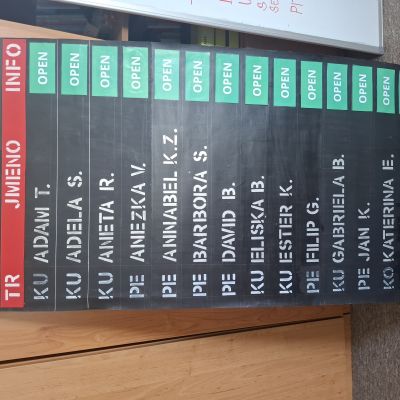 TR JMENO INFO
KU ADAM T. OPEN
KU ADELA S. OPEN
KU ANETA R. OPEN
PE ANEZKA V. OPEN
PE ANNABEL K.Z. OPEN
PE BARBORA S. OPEN
PE DAVID B. OPEN
KU ELISKA B. OPEN
KU ESTER K. OPEN
PE FILIP G. OPEN
KU GABRIELA B. OPEN
PE JAN K. OPEN
KO KATERINA E. OPEN